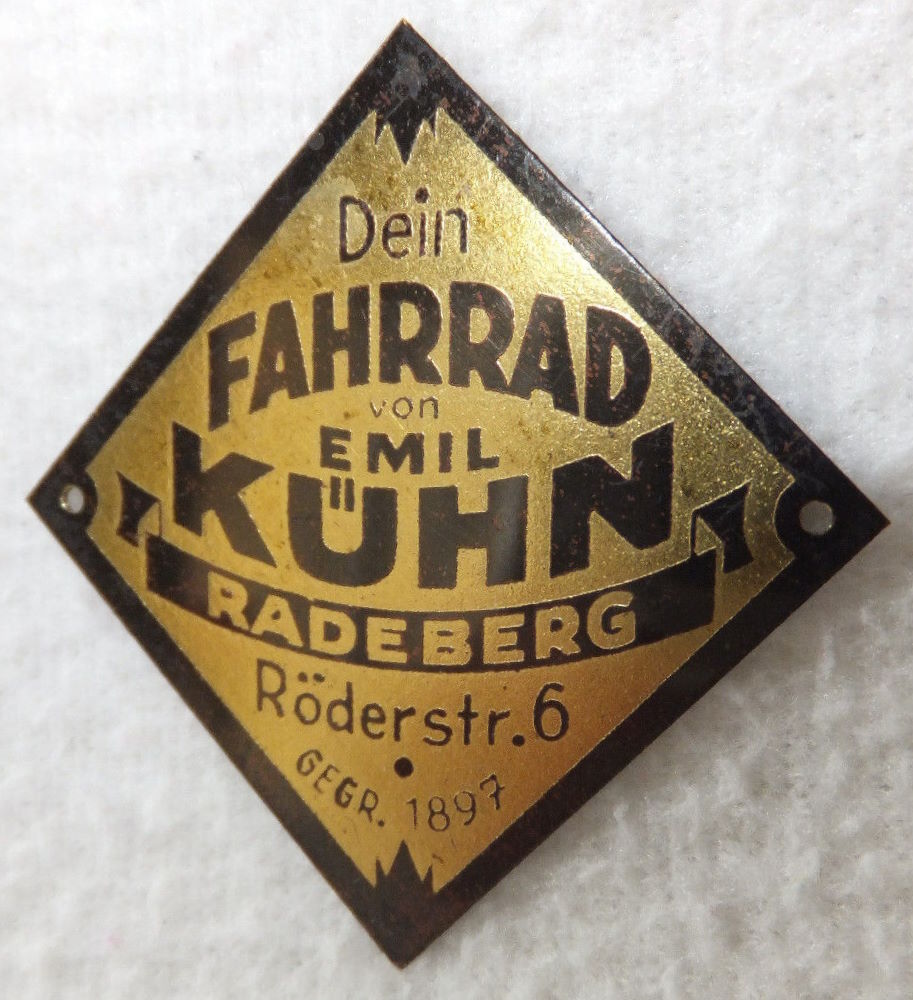 Dein
FAHRRAD
von
EMIL
KÜHN
RADEBERG
Röderstr. 6
GEGR. 1897